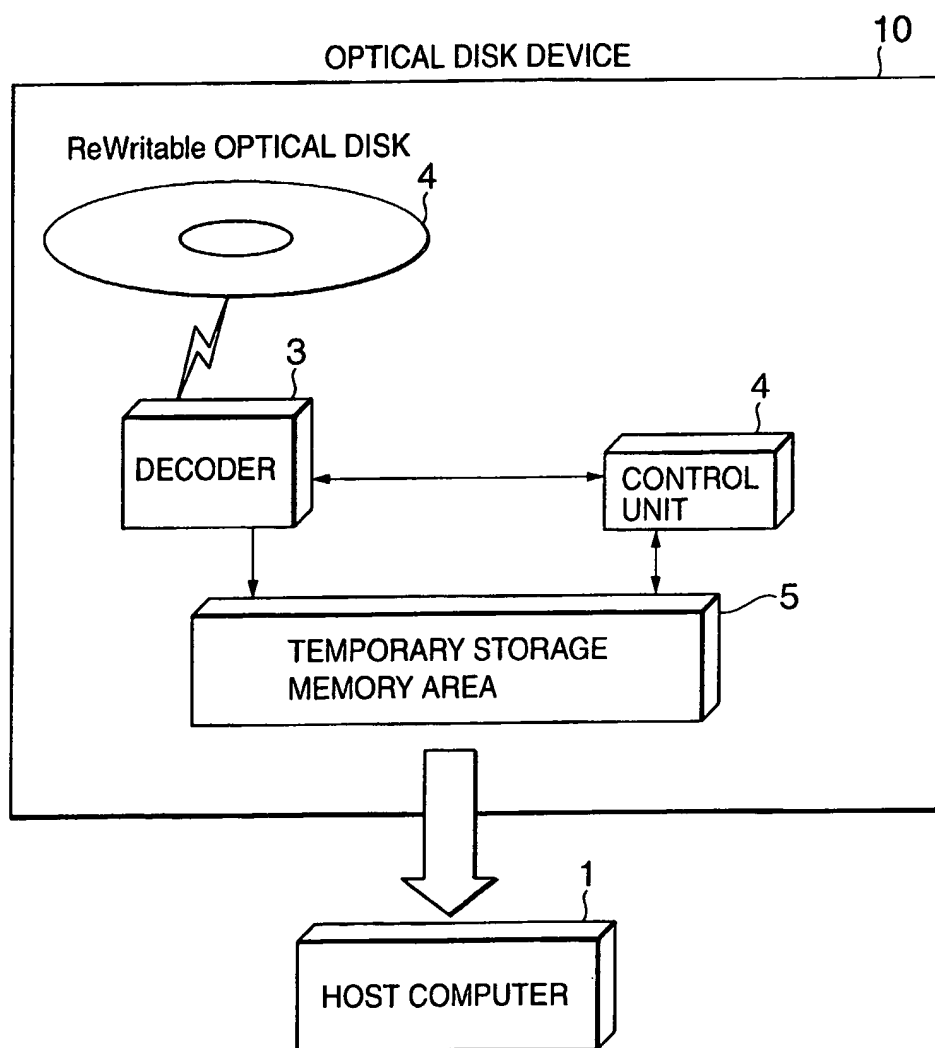 10
OPTICAL DISK DEVICE
ReWritable OPTICAL DISK
4
3
DECODER
4
CONTROL
UNIT
5
TEMPORARY STORAGE
MEMORY AREA
1
HOST COMPUTER